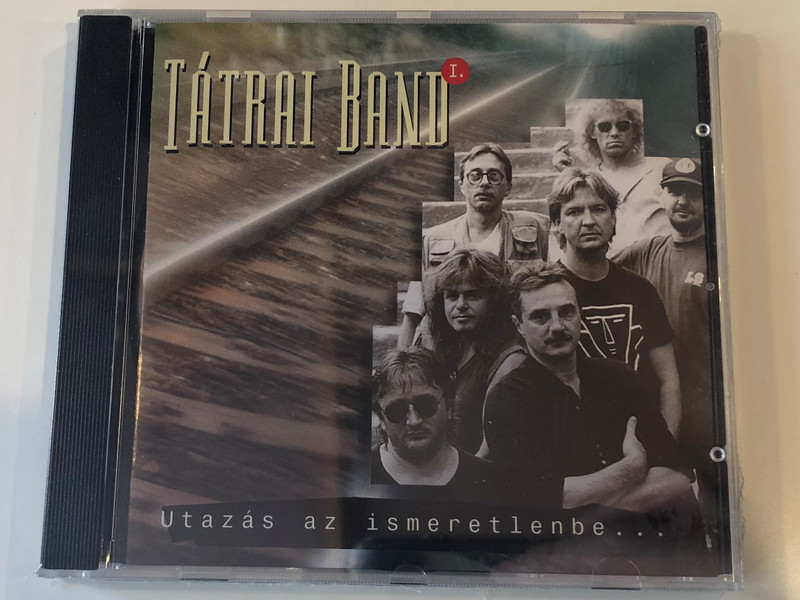 TÁTRAI BAND I.
Utazás az ismeretlenbe...